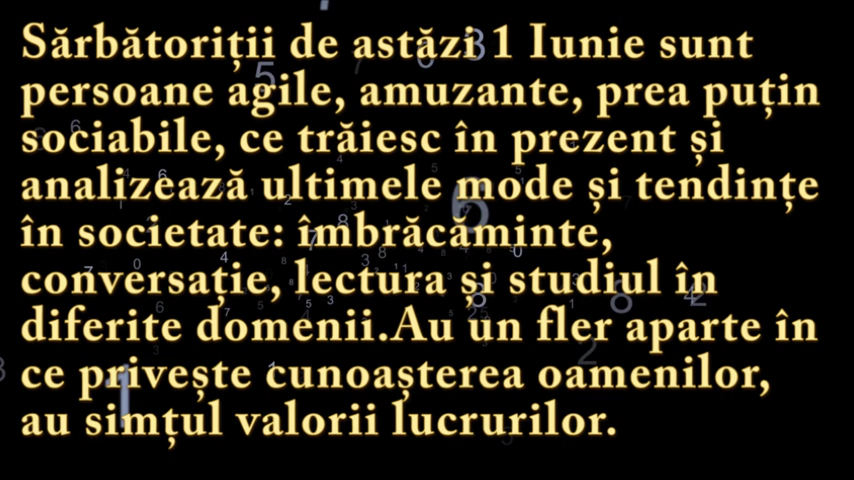 Sărbătoriții de astăzi 1 Iunie sunt
persoane agile, amuzante, prea puțin
sociabile, ce trăiesc în prezent și
analizează ultimele mode și tendințe
în societate: îmbrăcăminte,
conversație, lectura și studiul în
diferite domenii.Au un fler aparte în
ce privește cunoașterea oamenilor,
au simțul valorii lucrurilor.